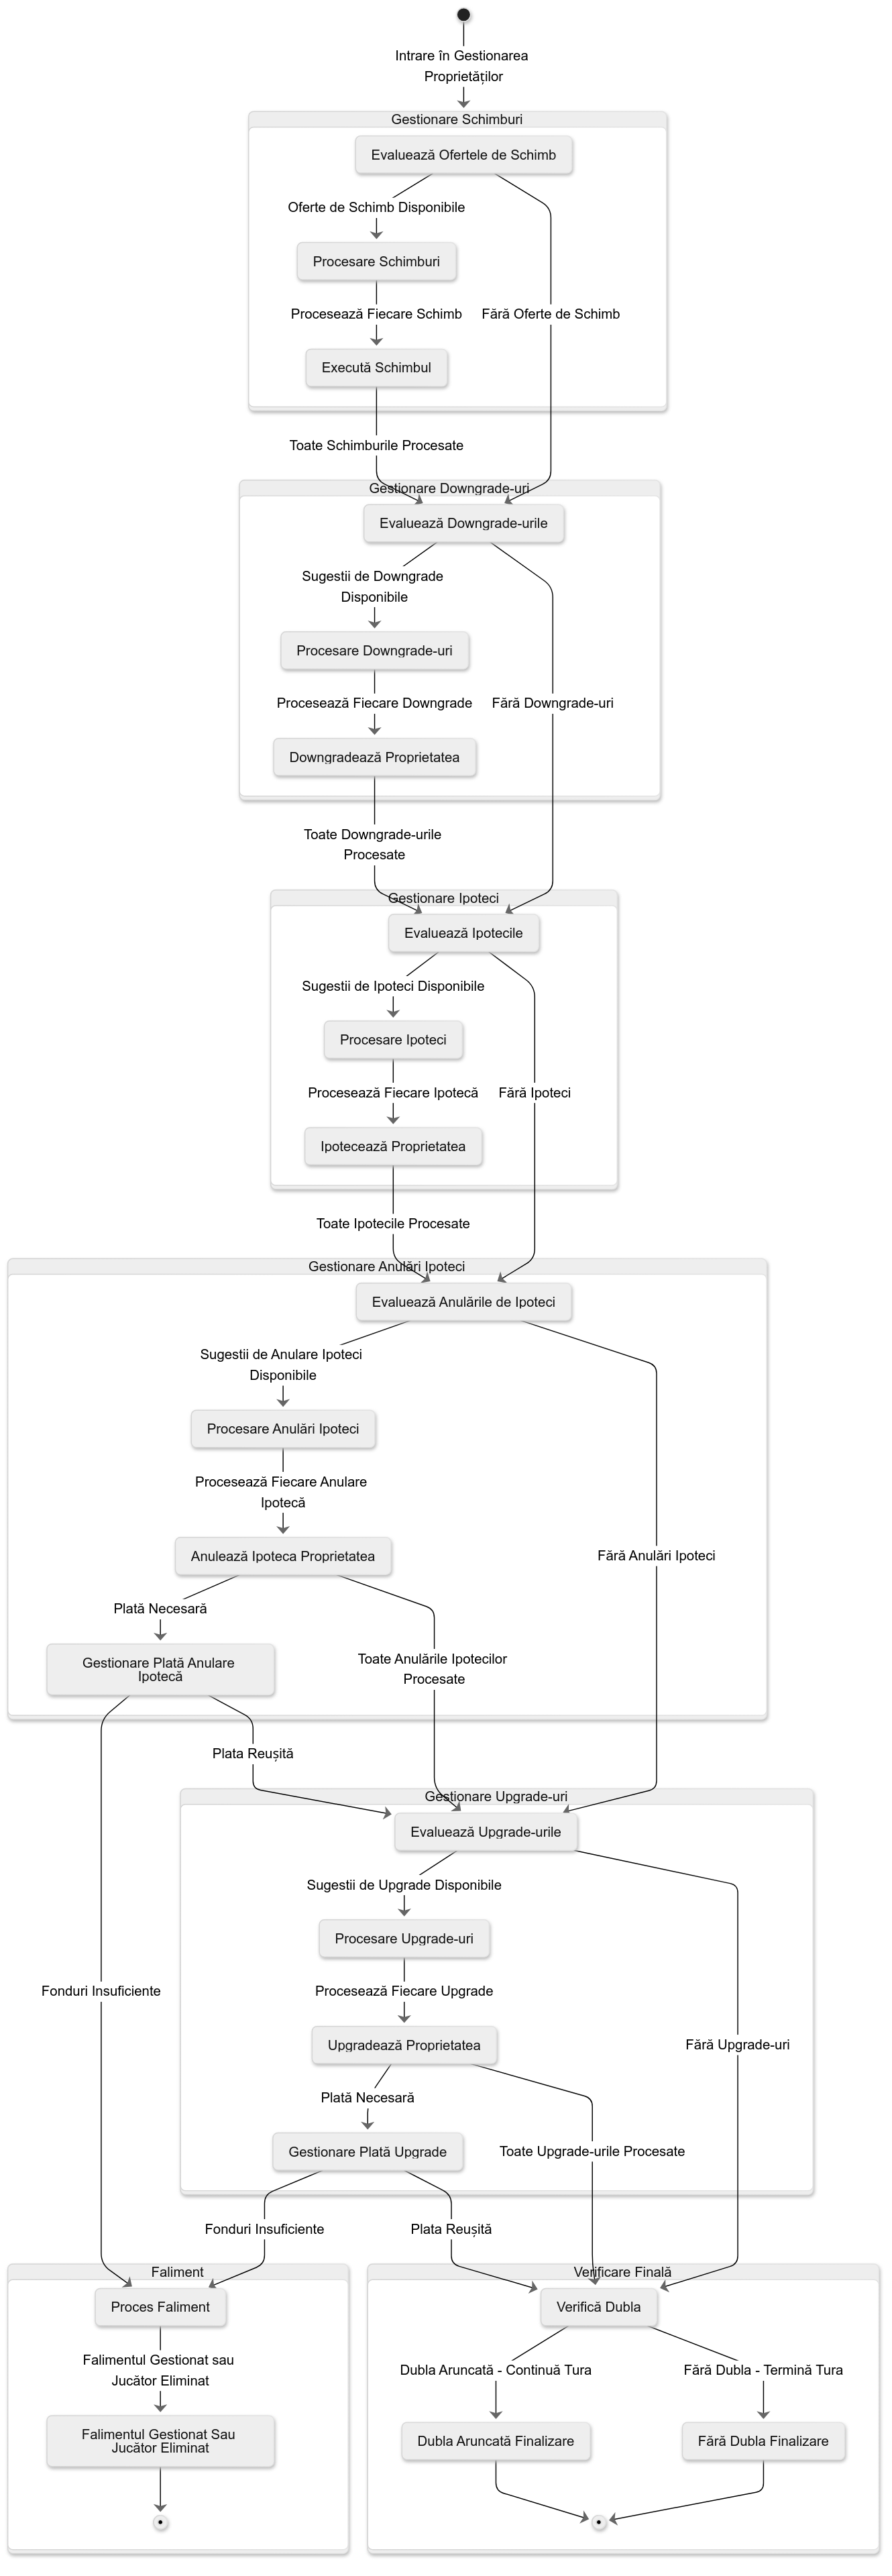 Intrare în Gestionarea
Proprietăților
Gestionare Schimburi
Evaluează Ofertele de Schimb
Oferte de Schimb Disponibile
Procesare Schimburi
Procesează Fiecare Schimb
Fără Oferte de Schimb
Execută Schimbul
Toate Schimburile Procesate
Gestionare Downgrade-uri
Evaluează Downgrade-urile
Sugestii de Downgrade
Disponibile
Procesare Downgrade-uri
Procesează Fiecare Downgrade
Fără Downgrade-uri
Downgradează Proprietatea
Toate Downgrade-urile
Procesate
Gestionare Ipoteci
Evaluează Ipotecile
Sugestii de Ipoteci Disponibile
Procesare Ipoteci
Procesează Fiecare Ipotecă
Fără Ipoteci
Ipotecează Proprietatea
Toate Ipotecile Procesate
Gestionare Anulări Ipoteci
Evaluează Anulările de Ipoteci
Sugestii de Anulare Ipoteci
Disponibile
Procesare Anulări Ipoteci
Procesează Fiecare Anulare
Ipotecă
Anulează Ipoteca Proprietatea
Fără Anulări Ipoteci
Plată Necesară
Gestionare Plată Anulare
Ipotecă
Toate Anulările Ipotecilor
Procesate
Plata Reușită
Gestionare Upgrade-uri
Evaluează Upgrade-urile
Sugestii de Upgrade Disponibile
Procesare Upgrade-uri
Fonduri Insuficiente
Procesează Fiecare Upgrade
Upgradează Proprietatea
Fără Upgrade-uri
Plată Necesară
Gestionare Plată Upgrade
Toate Upgrade-urile Procesate
Fonduri Insuficiente
Plata Reușită
Faliment
Verificare Finală
Proces Faliment
Verifică Dubla
Falimentul Gestionat sau
Jucător Eliminat
Dubla Aruncată - Continuă Tura
Fără Dubla - Termină Tura
Falimentul Gestionat Sau
Jucător Eliminat
Dubla Aruncată Finalizare
Fără Dubla Finalizare